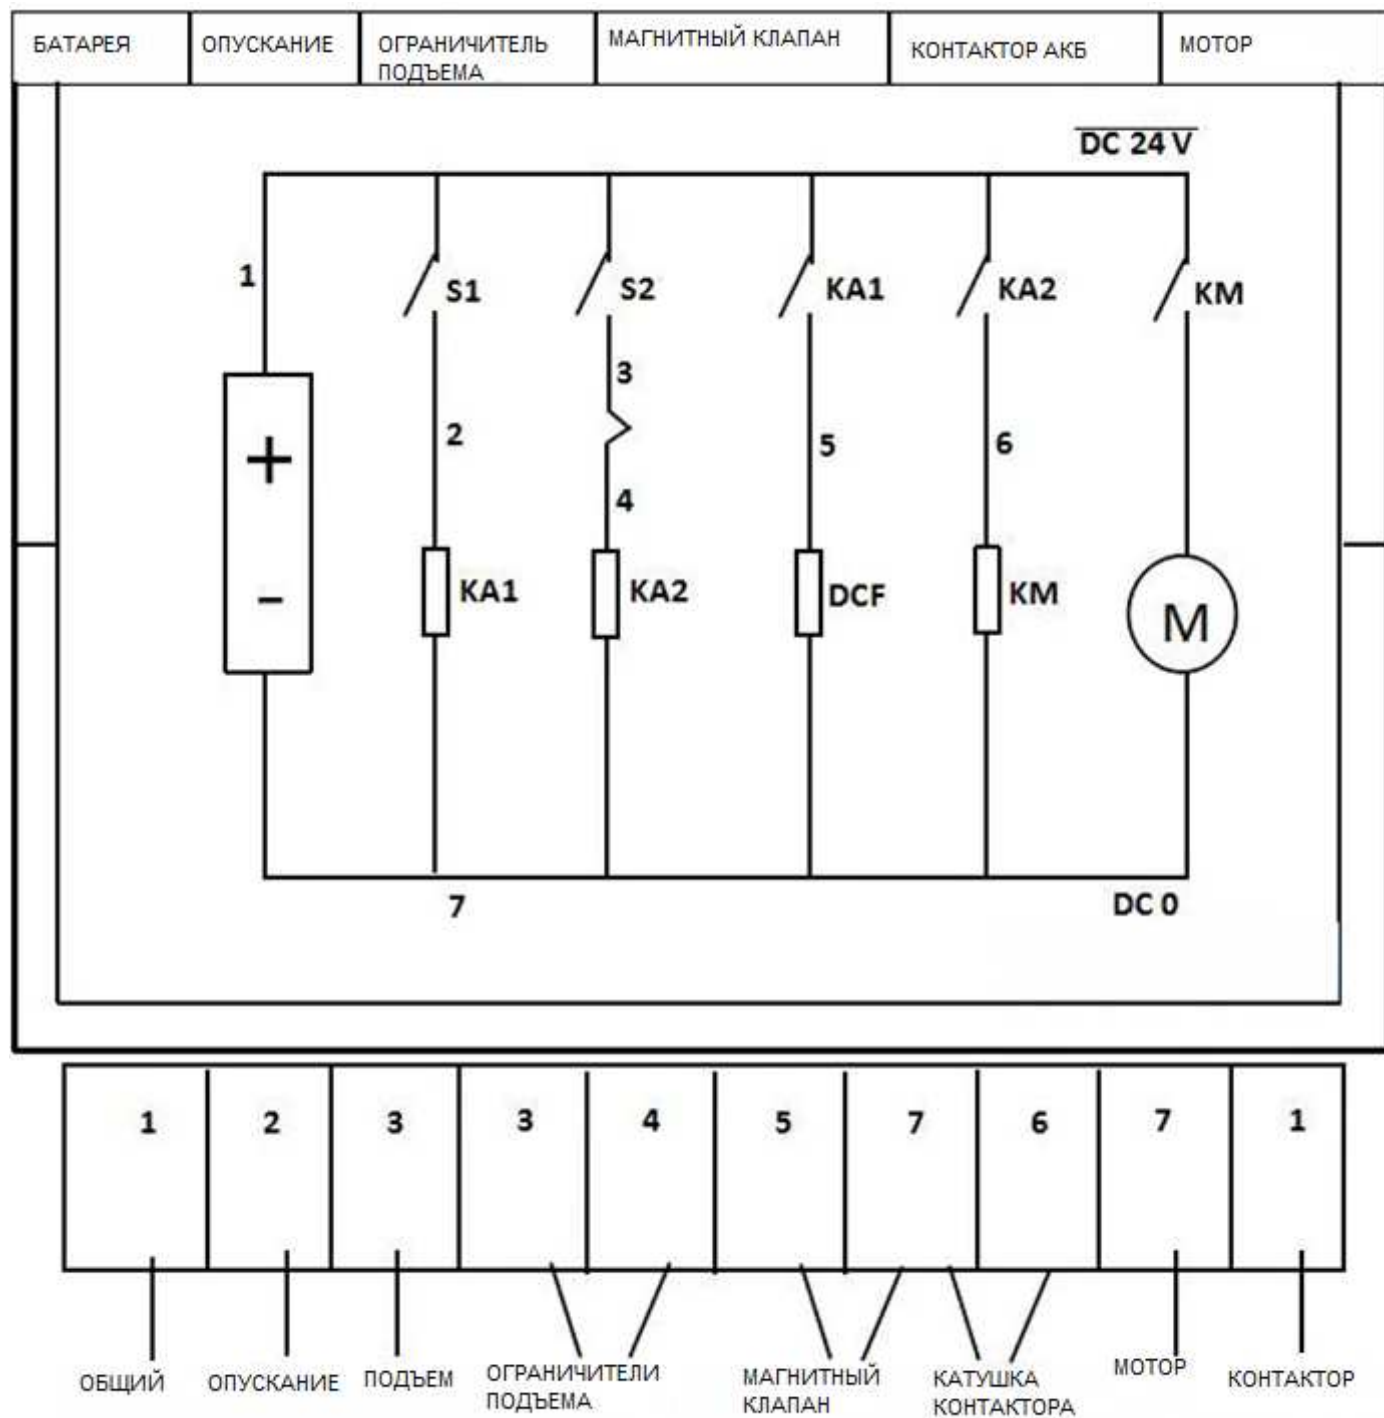 БАТАРЕЯ
ОПУСКАНИЕ
ОГРАНИЧИТЕЛЬ
ПОДЪЕМА
МАГНИТНЫЙ КЛАПАН
КОНТАКТОР АКБ
МОТОР
DC 24 V
1
S1
S2
KA1
KA2
KM
3
2
5
6
4
+
-
KA1
KA2
DCF
KM
M
7
DC 0
1
2
3
3
4
5
7
6
7
1
ОБЩИЙ
ОПУСКАНИЕ
ПОДЪЕМ
ОГРАНИЧИТЕЛИ
ПОДЪЕМА
МАГНИТНЫЙ
КЛАПАН
КАТУШКА
КОНТАКТОРА
МОТОР
КОНТАКТОР